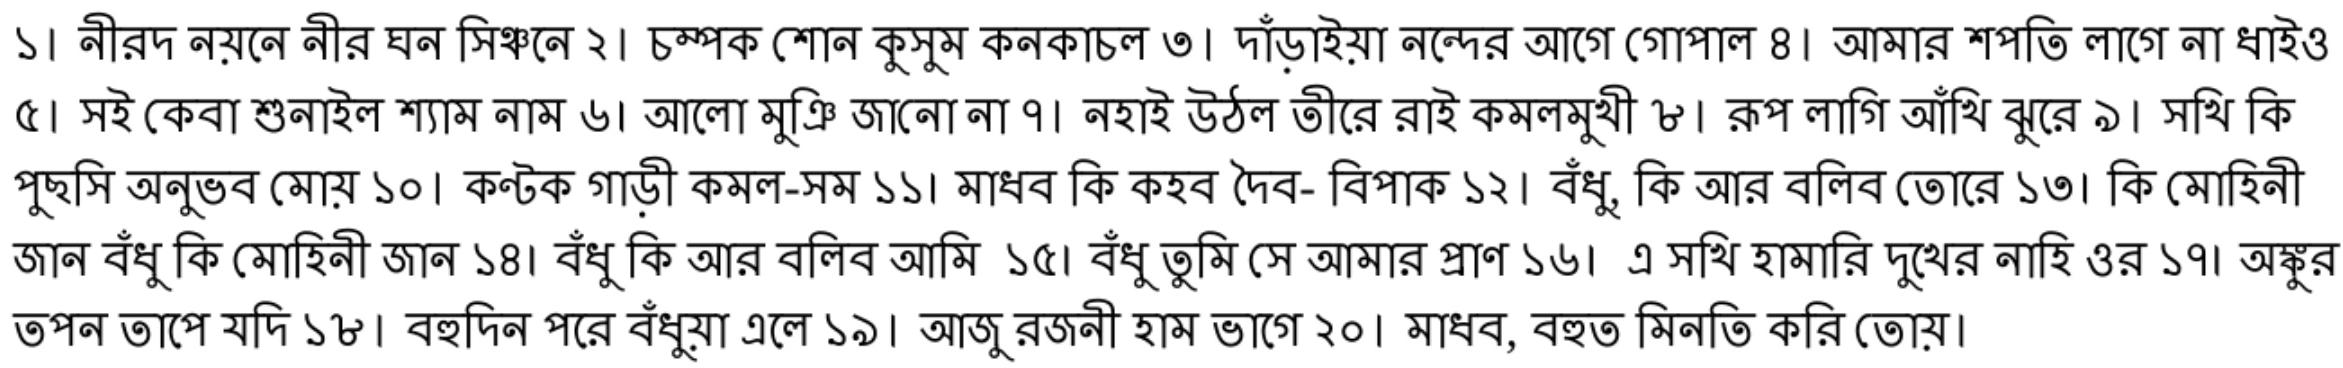 ১। নীরদ নয়নে নীর ঘন সিঞ্চনে ২। চম্পক শোন কুসুম কনকাচল ৩। দাঁড়াইয়া নন্দের আগে গোপাল ৪। আমার শপতি লাগে না ধাইও
৫। সই কেবা শুনাইল শ্যাম নাম ৬। আলো মুঞি জানো না ৭। নহাই উঠল তীরে রাই কমলমুখী ৮। রূপ লাগি আঁখি ঝুরে ৯। সখি কি
পুছসি অনুভব মোয় ১০। কন্টক গাড়ী কমল-সম ১১। মাধব কি কহব দৈব- বিপাক ১২। বঁধু, কি আর বলিব তোরে ১৩। কি মোহিনী
জান বঁধু কি মোহিনী জান ১৪। বঁধু কি আর বলিব আমি ১৫। বঁধু তুমি সে আমার প্রাণ ১৬। এ সখি হামারি দুখের নাহি ওর ১৭। অঙ্কুর
তপন তাপে যদি ১৮। বহুদিন পরে বঁধুয়া এলে ১৯। আজু রজনী হাম ভাগে ২০। মাধব, বহুত মিনতি করি তোয়।